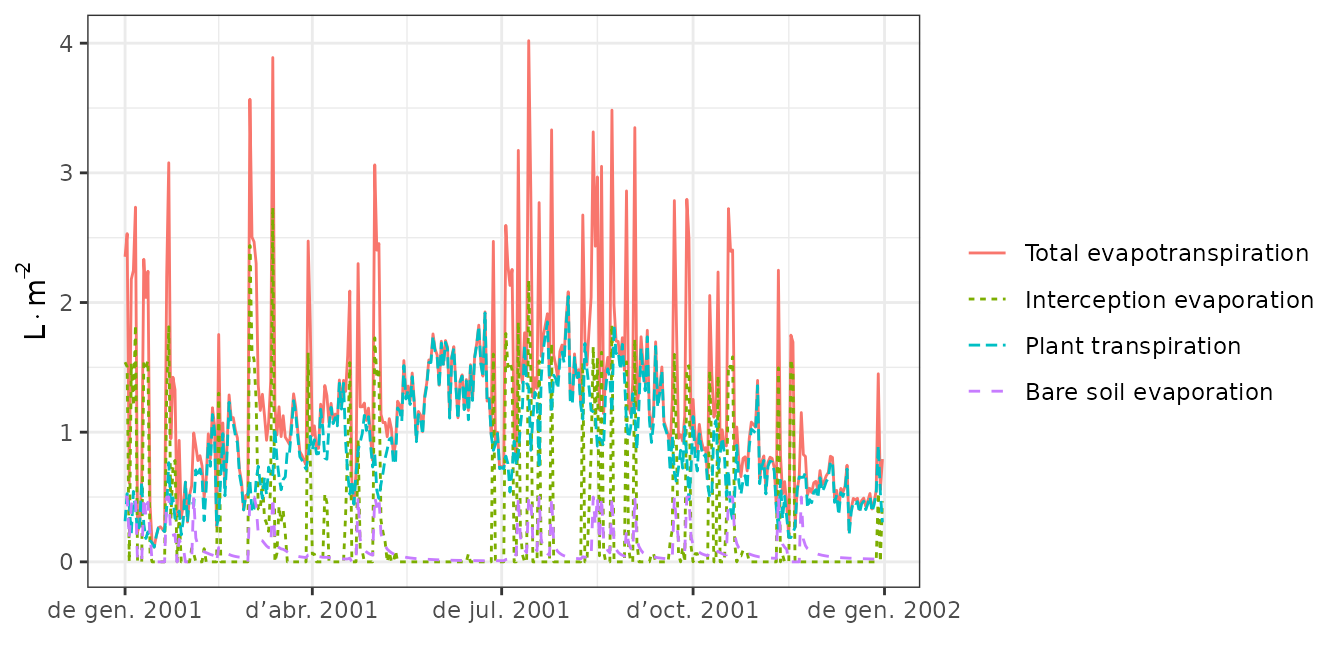 L · m⁻²
4
3
2
1
0
de gen. 2001 d’abr. 2001 de jul. 2001 d’oct. 2001 de gen. 2002
Total evapotranspiration
Interception evaporation
Plant transpiration
Bare soil evaporation